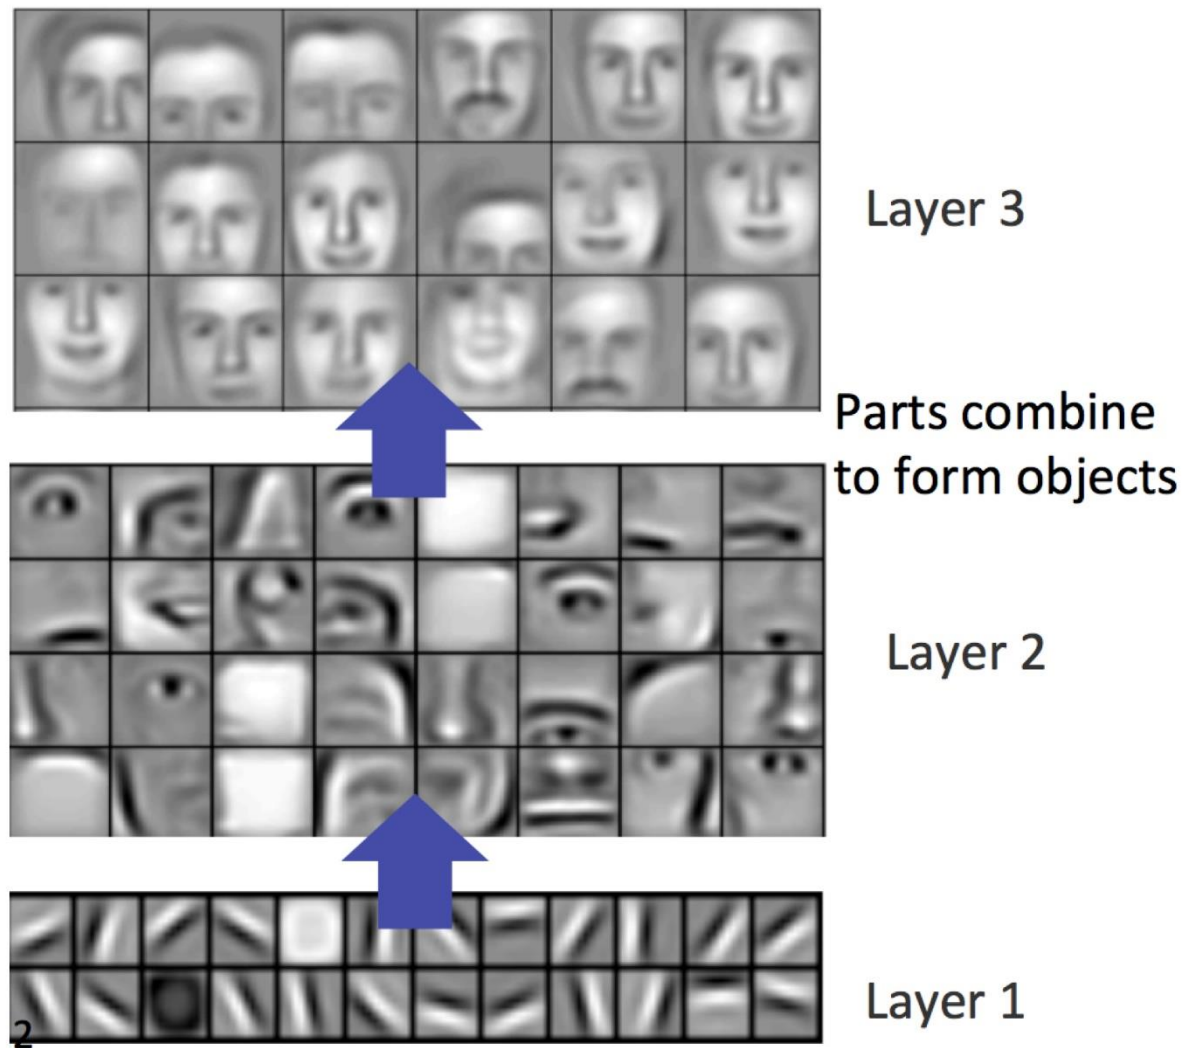 Layer 3
Parts combine
to form objects
Layer 2
Layer 1
2